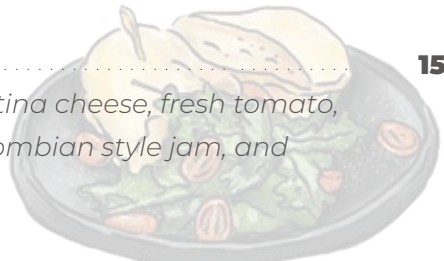 15
tina cheese, fresh tomato,
ombian style jam, and